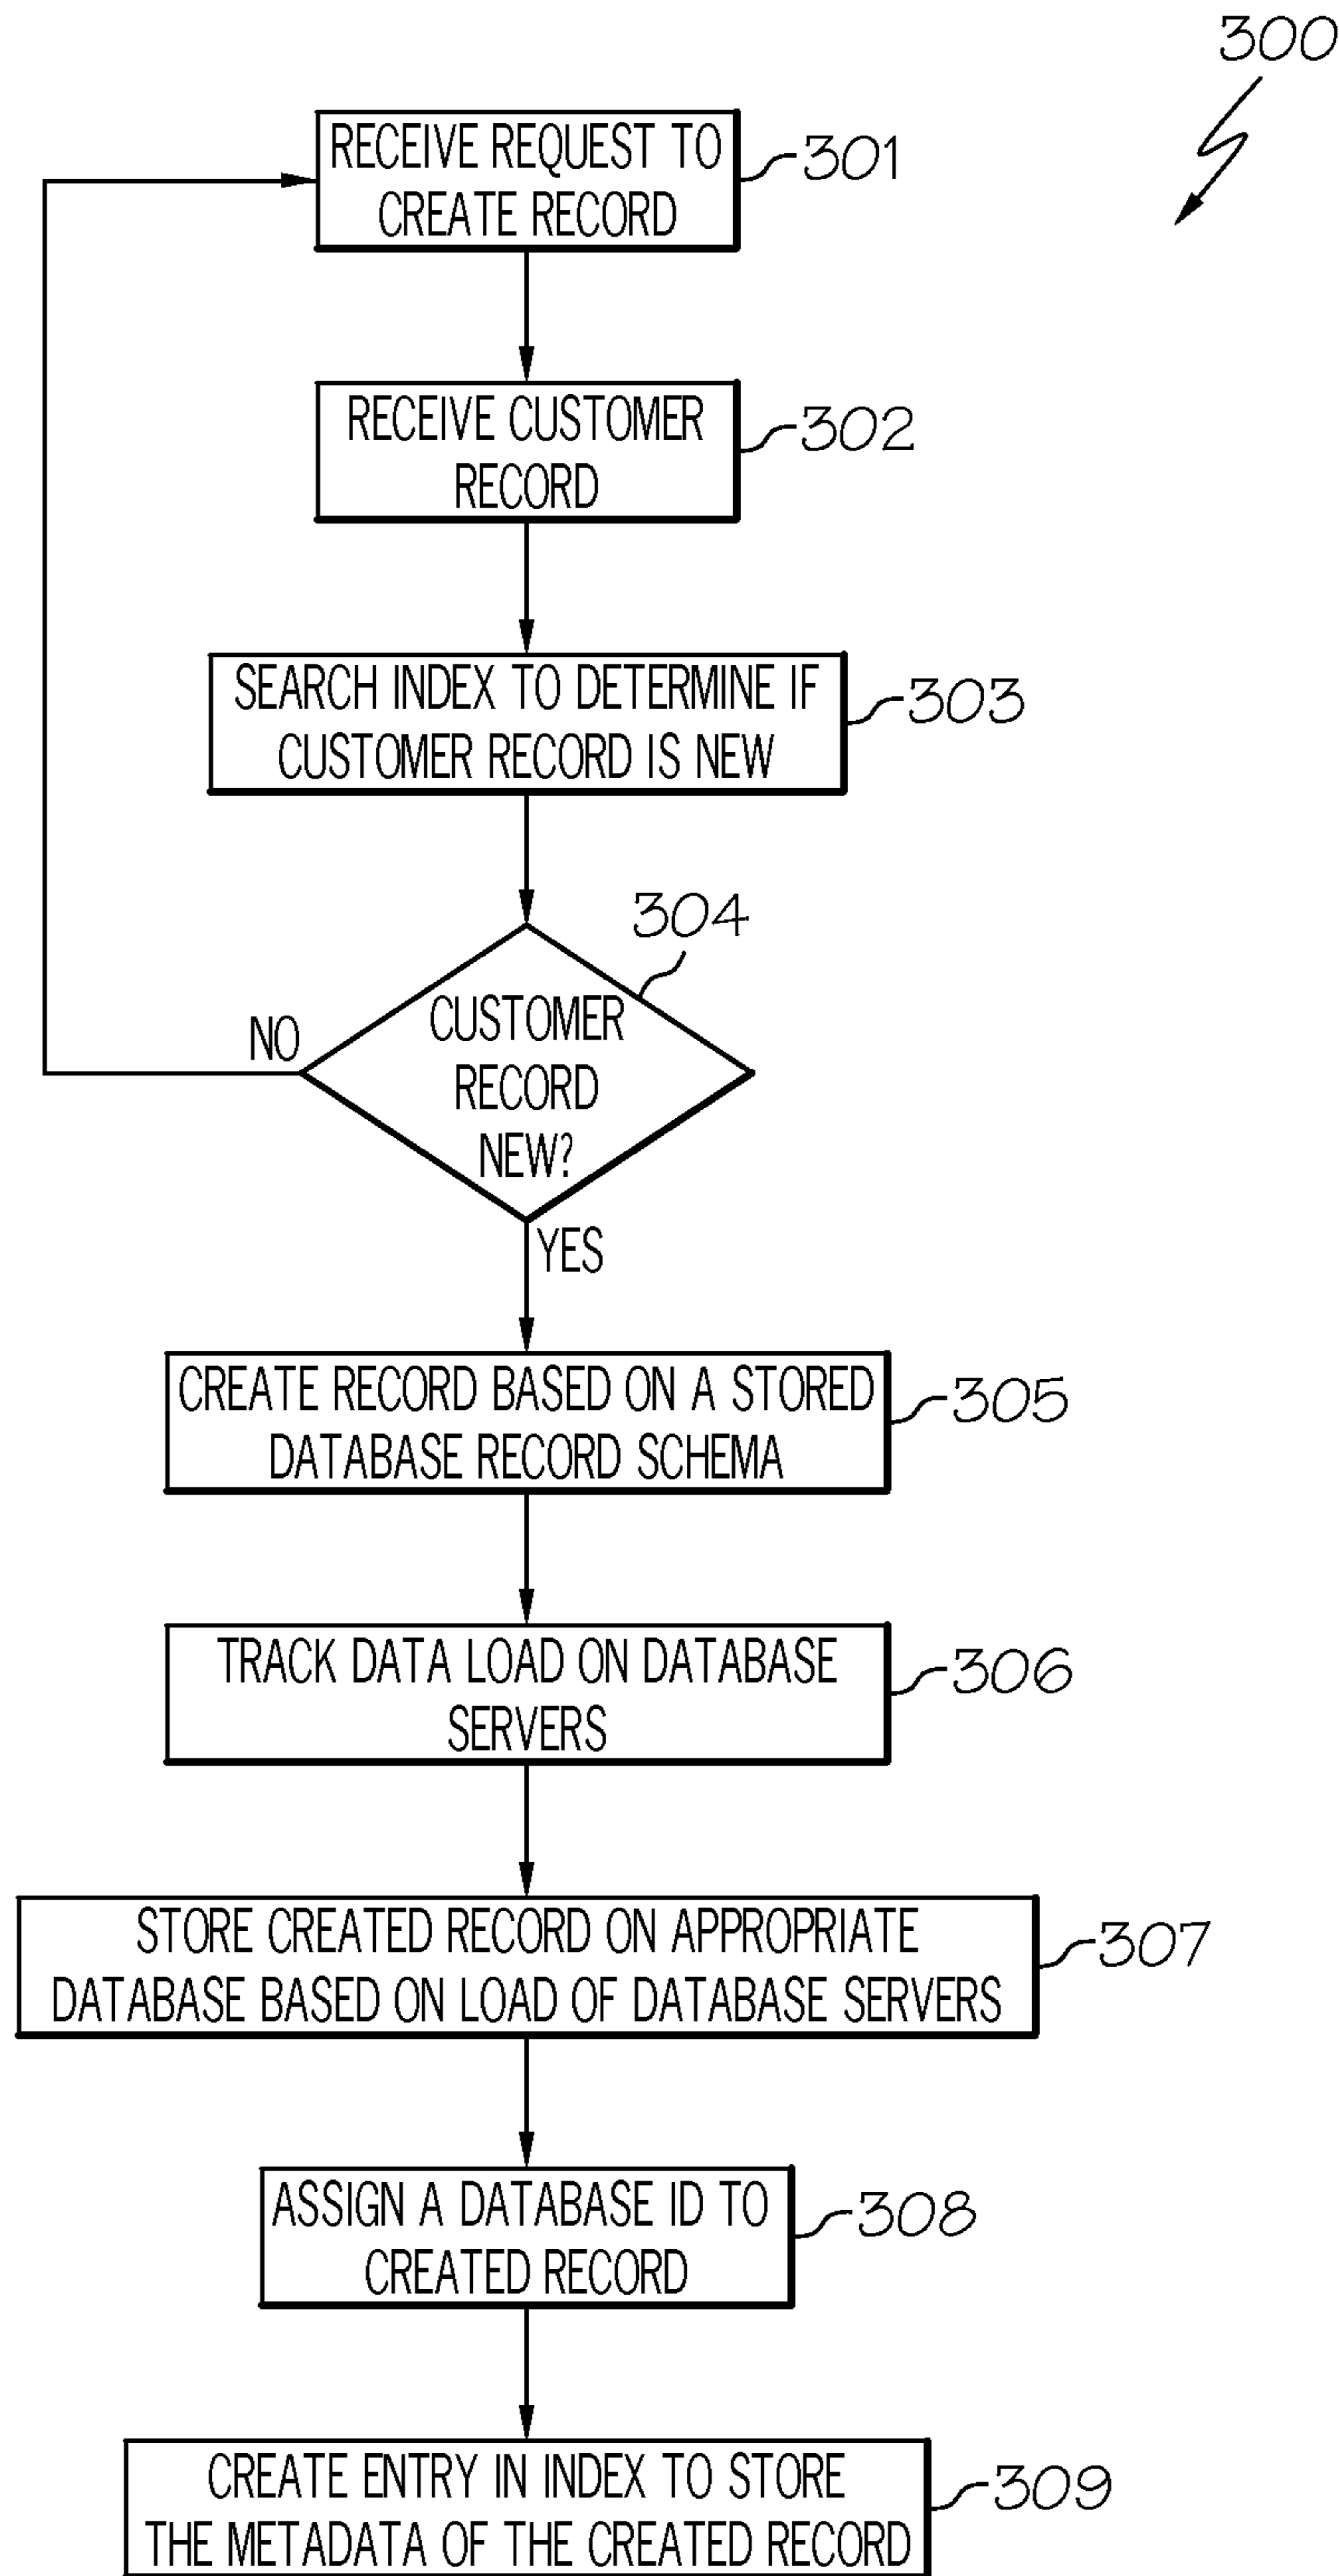 300
RECEIVE REQUEST TO
CREATE RECORD
301
RECEIVE CUSTOMER
RECORD
302
SEARCH INDEX TO DETERMINE IF
CUSTOMER RECORD IS NEW
303
304
CUSTOMER
RECORD
NEW?
NO
YES
CREATE RECORD BASED ON A STORED
DATABASE RECORD SCHEMA
305
TRACK DATA LOAD ON DATABASE
SERVERS
306
STORE CREATED RECORD ON APPROPRIATE
DATABASE BASED ON LOAD OF DATABASE SERVERS
307
ASSIGN A DATABASE ID TO
CREATED RECORD
308
CREATE ENTRY IN INDEX TO STORE
THE METADATA OF THE CREATED RECORD
309